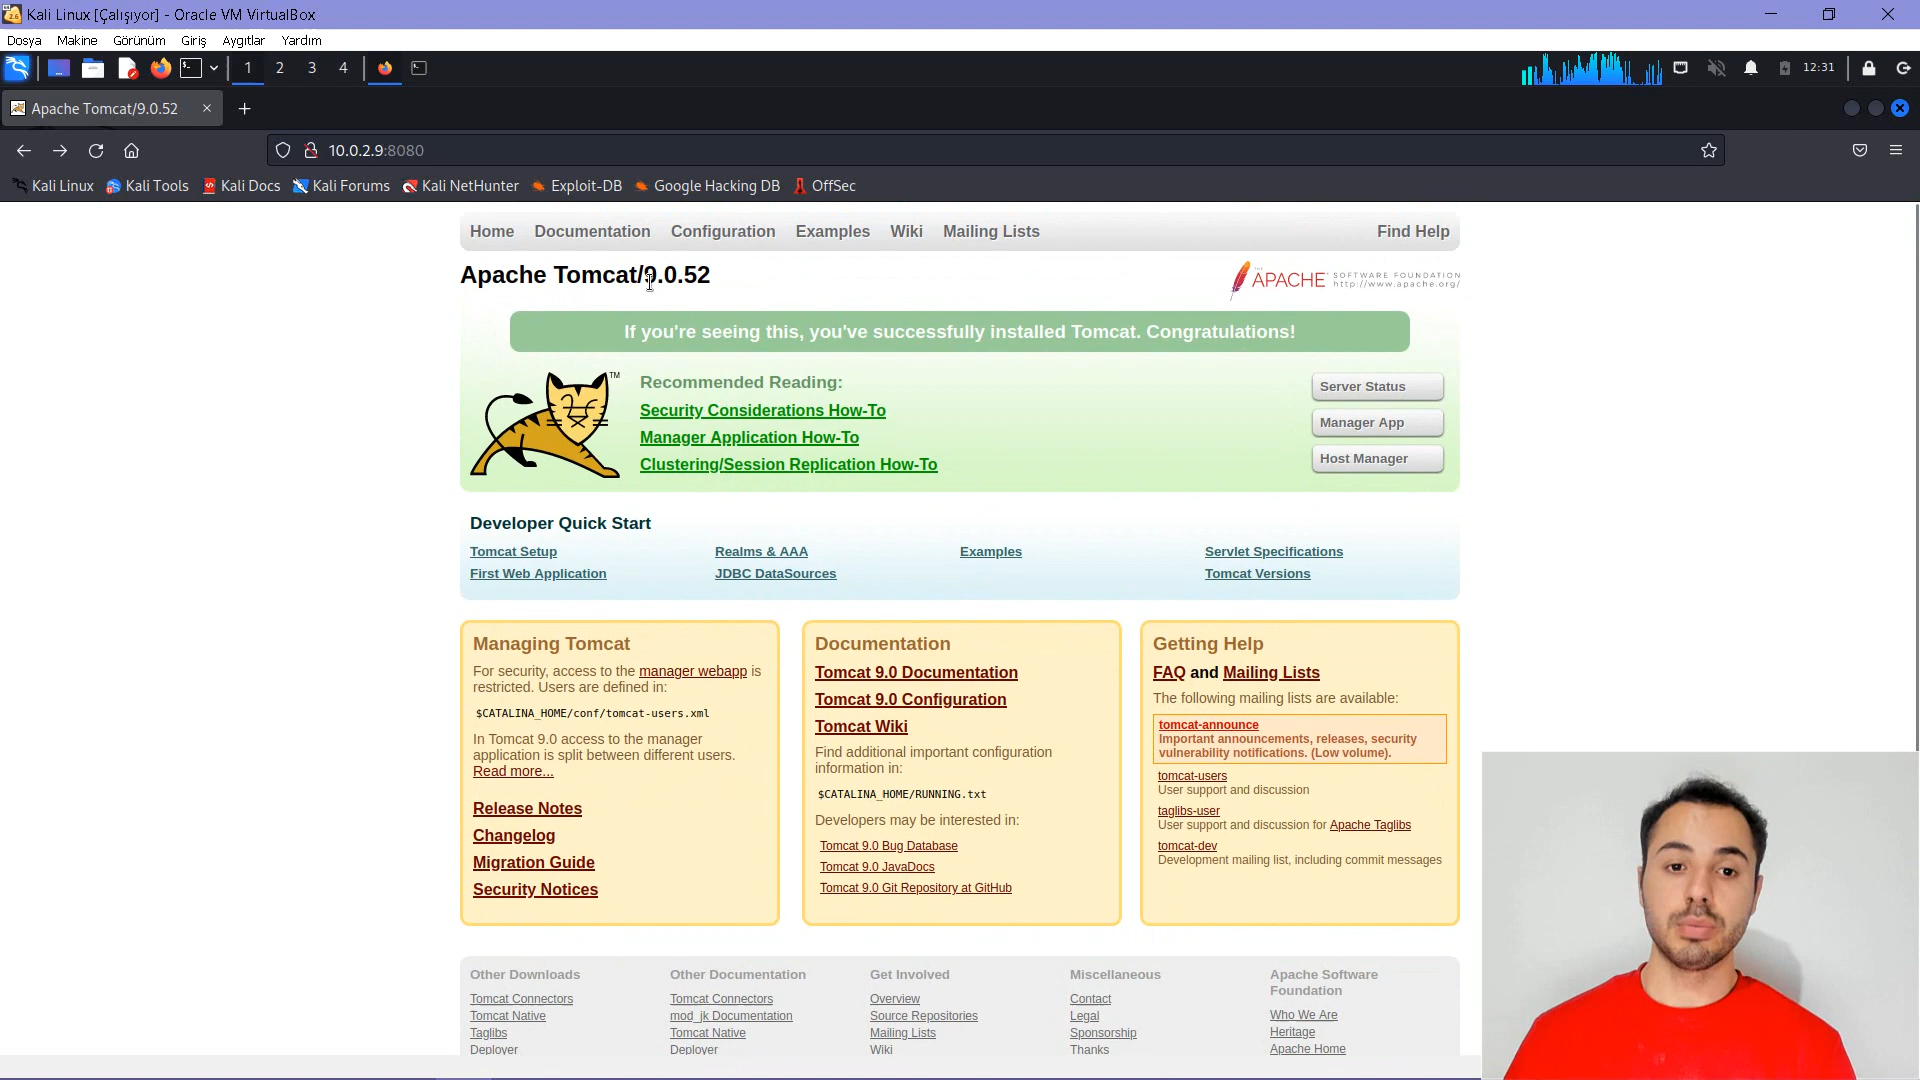 Kali Linux [Çalışıyor] - Oracle VM VirtualBox
Dosya Makine Görünüm Giriş Aygıtlar Yardım
1 2 3 4
12:31
Apache Tomcat/9.0.52
10.0.2.9:8080
Kali Linux Kali Tools Kali Docs Kali Forums Kali NetHunter Exploit-DB Google Hacking DB OffSec
Home Documentation Configuration Examples Wiki Mailing Lists Find Help
Apache Tomcat/9.0.52
THE APACHE SOFTWARE FOUNDATION
http://www.apache.org/
If you're seeing this, you've successfully installed Tomcat. Congratulations!
TM
Recommended Reading:
Security Considerations How-To
Manager Application How-To
Clustering/Session Replication How-To
Server Status
Manager App
Host Manager
Developer Quick Start
Tomcat Setup
First Web Application
Realms & AAA
JDBC DataSources
Examples
Servlet Specifications
Tomcat Versions
Managing Tomcat
For security, access to the manager webapp is
restricted. Users are defined in:
$CATALINA_HOME/conf/tomcat-users.xml
In Tomcat 9.0 access to the manager
application is split between different users.
Read more...
Release Notes
Changelog
Migration Guide
Security Notices
Documentation
Tomcat 9.0 Documentation
Tomcat 9.0 Configuration
Tomcat Wiki
Find additional important configuration
information in:
$CATALINA_HOME/RUNNING.txt
Developers may be interested in:
Tomcat 9.0 Bug Database
Tomcat 9.0 JavaDocs
Tomcat 9.0 Git Repository at GitHub
Getting Help
FAQ and Mailing Lists
The following mailing lists are available:
tomcat-announce
Important announcements, releases, security
vulnerability notifications. (Low volume).
tomcat-users
User support and discussion
taglibs-user
User support and discussion for Apache Taglibs
tomcat-dev
Development mailing list, including commit messages
Other Downloads
Tomcat Connectors
Tomcat Native
Taglibs
Deployer
Other Documentation
Tomcat Connectors
mod_jk Documentation
Tomcat Native
Deployer
Get Involved
Overview
Source Repositories
Mailing Lists
Wiki
Miscellaneous
Contact
Legal
Sponsorship
Thanks
Apache Software
Foundation
Who We Are
Heritage
Apache Home